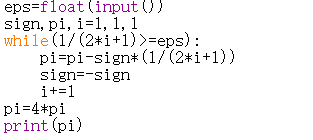 eps=float(input())
sign,pi,i=1,1,1
while(1/(2*i+1)>=eps):
    pi=pi-sign*(1/(2*i+1))
    sign=-sign
    i+=1
pi=4*pi
print(pi)